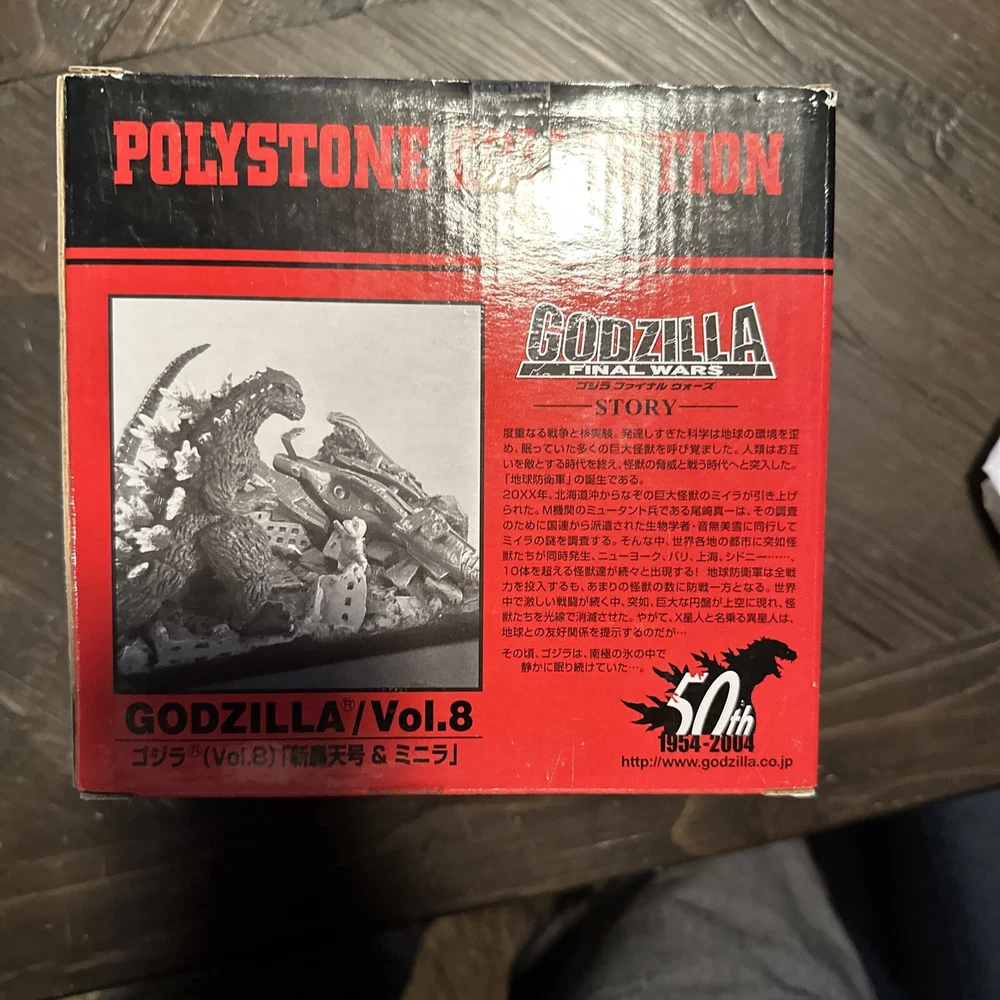 POLYSTONE COLLECTION
GODZILLA
FINAL WARS
ゴジラ ファイナル ウォーズ
STORY
度重なる戦争と核実験。発達しすぎた科学は地球の環境を歪
め、眠っていた多くの巨大怪獣を呼び覚ました。人類はお互
いを敵とする時代を終え、怪獣の脅威と戦う時代へと突入した。
「地球防衛軍」の誕生である。
20XX年、北海道沖からなぞの巨大怪獣のミイラが引き上げ
られた。M機関のミュータント兵である尾崎真一は、その調査
のために国連から派遣された生物学者・音無美雪に同行して
ミイラの謎を調査する。そんな中、世界各地の都市に突如怪
獣たちが同時発生、ニューヨーク、パリ、上海、シドニー……、
10体を超える怪獣達が続々と出現する! 地球防衛軍は全戦
力を投入するも、あまりの怪獣の数に防戦一方となる。世界
中で激しい戦闘が続く中、突如、巨大な円盤が上空に現れ、怪
獣たちを光線で消滅させた。やがて、X星人と名乗る異星人は、
地球との友好関係を提示するのだが…
その頃、ゴジラは、南極の氷の中で
静かに眠り続けていた…。
GODZILLA®/Vol.8
ゴジラ®(Vol.8)「新轟天号 & ミニラ」
50th
1954-2004
http://www.godzilla.co.jp